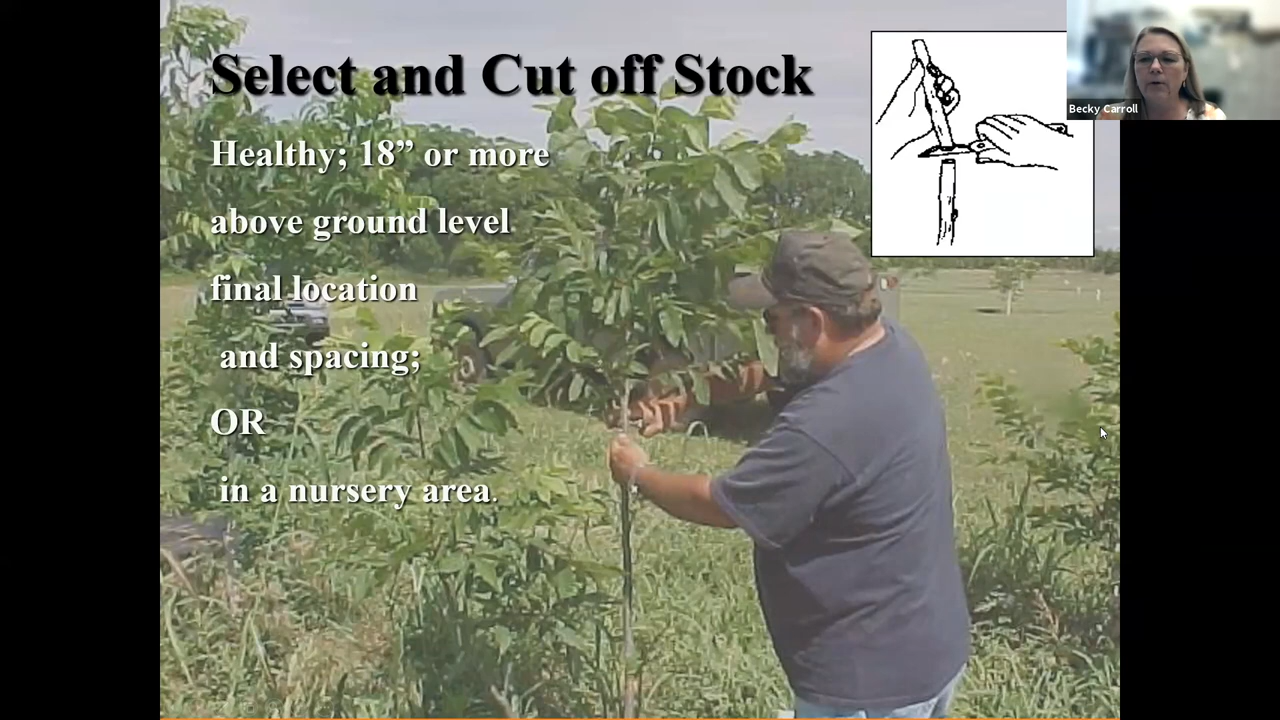 Select and Cut off Stock
Becky Carroll
Healthy; 18” or more
above ground level
final location
and spacing;
OR
in a nursery area.